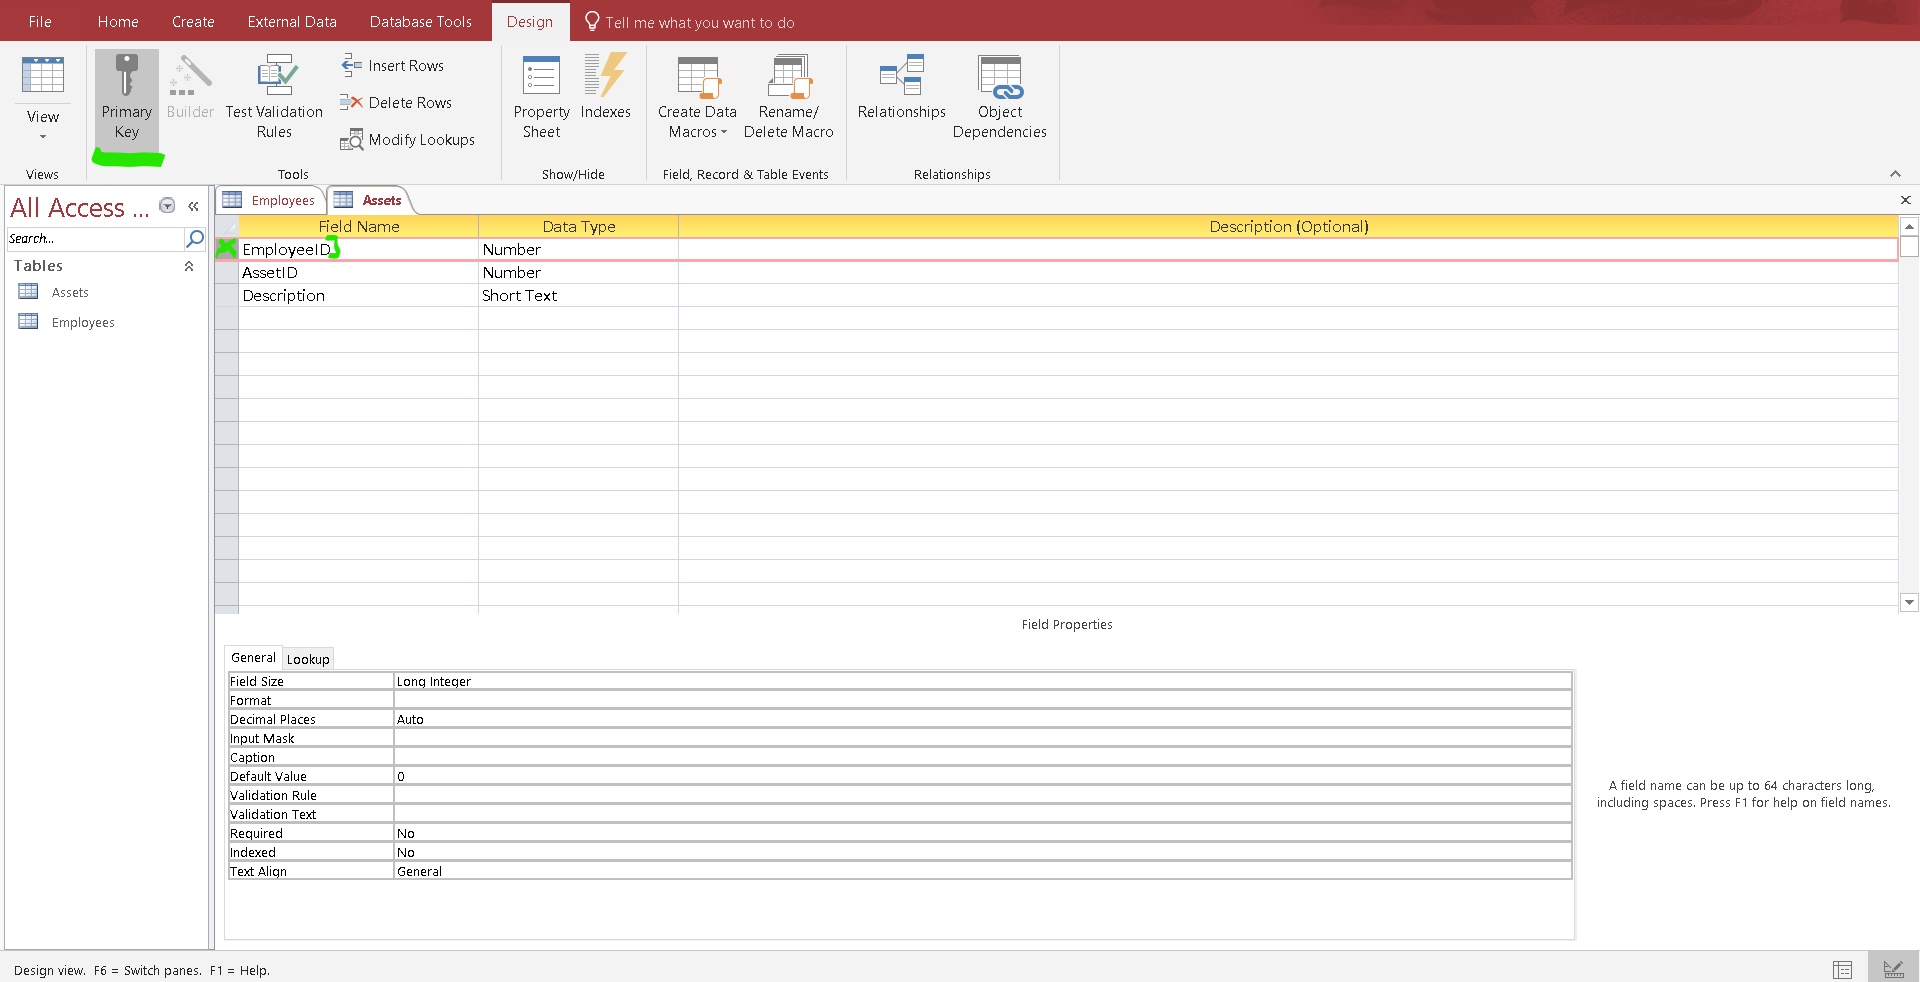 File Home Create External Data Database Tools Design Tell me what you want to do
View
Views
Primary
Key
Builder
Test Validation
Rules
Insert Rows
Delete Rows
Modify Lookups
Tools
Property
Sheet
Indexes
Show/Hide
Create Data
Macros
Rename/
Delete Macro
Field, Record & Table Events
Relationships
Object
Dependencies
Relationships
All Access ...
Search...
Tables
Assets
Employees
Employees Assets
Field Name Data Type Description (Optional)
EmployeeID Number
AssetID Number
Description Short Text
Field Properties
General Lookup
Field Size Long Integer
Format
Decimal Places Auto
Input Mask
Caption
Default Value 0
Validation Rule
Validation Text
Required No
Indexed No
Text Align General
A field name can be up to 64 characters long,
including spaces. Press F1 for help on field names.
Design view. F6 = Switch panes. F1 = Help.